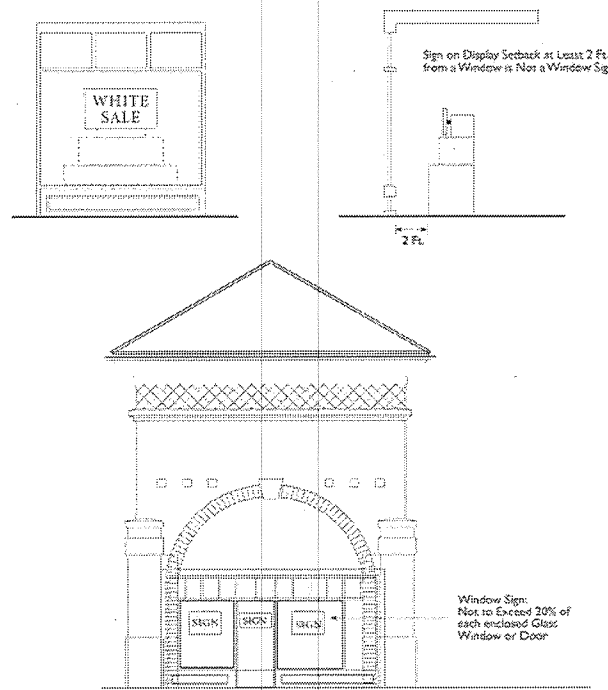 Sign on Display Setback at Least 2 Ft.
from a Window is Not a Window Sig
WHITE
SALE
2 Ft.
SIGN
SIGN
SIGN
Window Sign:
Not to Exceed 20% of
each enclosed Glass
Window or Door